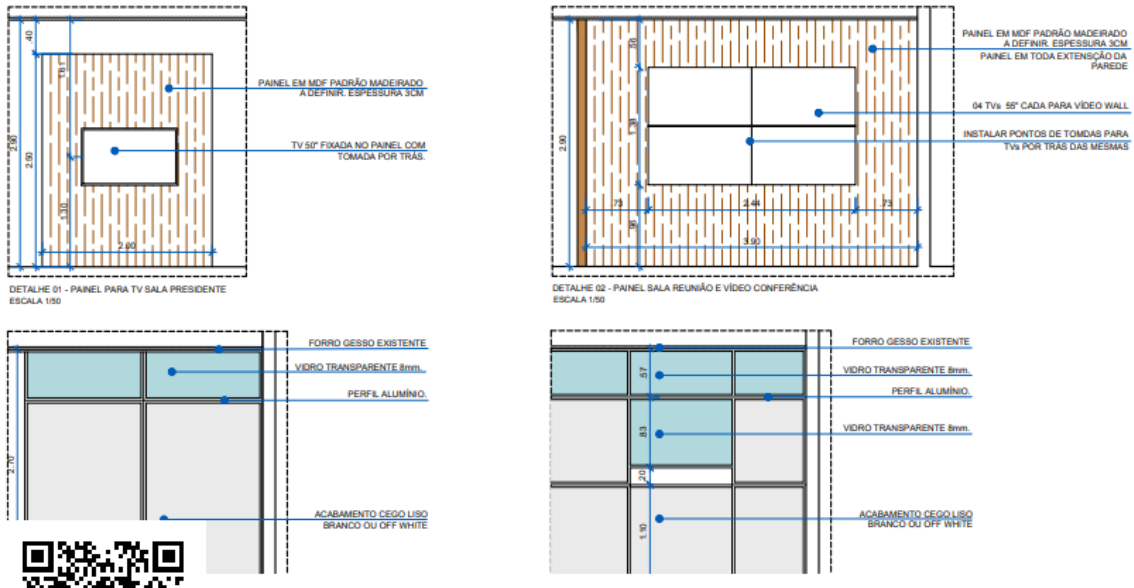 .40
1.61
2.90
2.50
1.30
2.00
PAINEL EM MDF PADRÃO MADEIRADO
A DEFINIR. ESPESSURA 3CM
TV 50" FIXADA NO PAINEL COM
TOMADA POR TRÁS.
DETALHE 01 - PAINEL PARA TV SALA PRESIDENTE
ESCALA 1/50
.56
1.38
2.90
.96
.73
2.44
.73
3.90
PAINEL EM MDF PADRÃO MADEIRADO
A DEFINIR. ESPESSURA 3CM
PAINEL EM TODA EXTENSÇÃO DA
PAREDE
04 TVs 55" CADA PARA VÍDEO WALL
INSTALAR PONTOS DE TOMDAS PARA
TVs POR TRÁS DAS MESMAS
DETALHE 02 - PAINEL SALA REUNIÃO E VÍDEO CONFERÊNCIA
ESCALA 1/50
FORRO GESSO EXISTENTE
VIDRO TRANSPARENTE 8mm.
PERFIL ALUMÍNIO.
2.70
ACABAMENTO CEGO LISO
BRANCO OU OFF WHITE
FORRO GESSO EXISTENTE
.57
VIDRO TRANSPARENTE 8mm.
PERFIL ALUMÍNIO.
.83
VIDRO TRANSPARENTE 8mm.
.20
1.10
ACABAMENTO CEGO LISO
BRANCO OU OFF WHITE